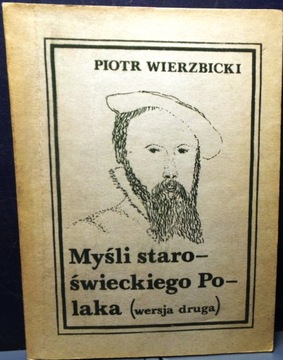 PIOTR WIERZBICKI
Myśli staro-
świeckiego Po-
laka (wersja druga)